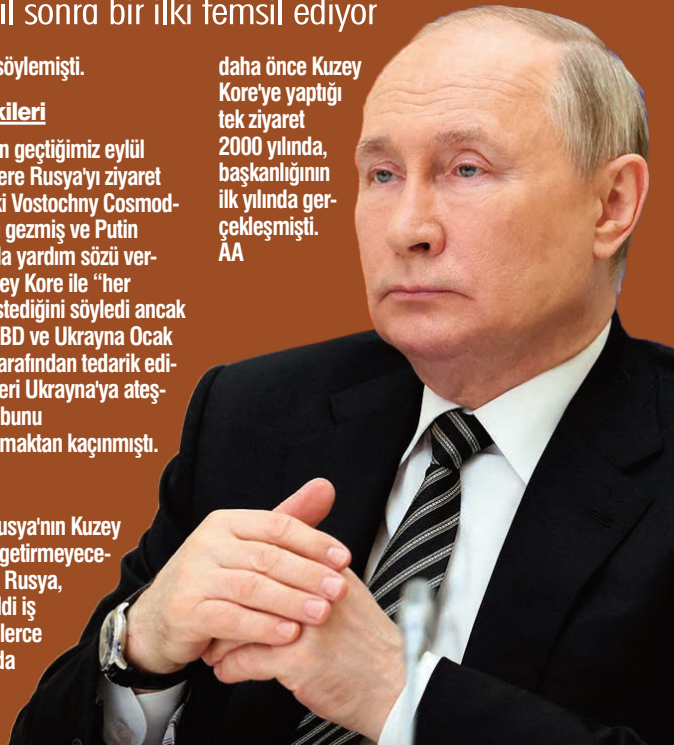 ıl sonra bir ilki temsil ediyor
söylemişti.
kileri
n geçtiğimiz eylül
ere Rusya'yı ziyaret
ki Vostochny Cosmod-
gezmiş ve Putin
da yardım sözü ver-
ey Kore ile “her
stediğini söyledi ancak
BD ve Ukrayna Ocak
arafından tedarik edi-
eri Ukrayna'ya ateş-
bunu
maktan kaçınmıştı.
usya'nın Kuzey
getirmeyece-
Rusya,
di iş
lerce
da
daha önce Kuzey
Kore'ye yaptığı
tek ziyaret
2000 yılında,
başkanlığının
ilk yılında ger-
çekleşmişti.
AA